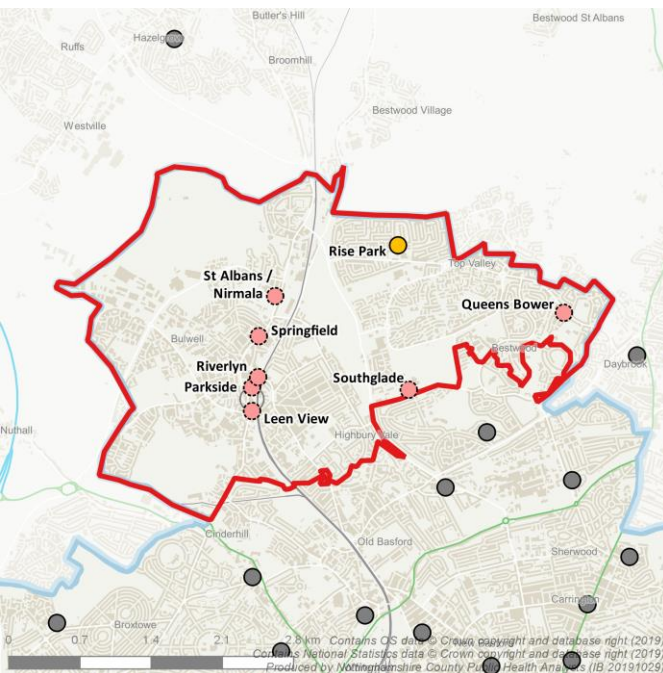 Butler's Hill
Bestwood St Albans
Ruffs
Hazelgrove
Broomhill
Bestwood Village
Westville
Rise Park
Top Valley
St Albans /
Nirmala
Queens Bower
Springfield
Bulwell
Bestwood
Riverlyn
Parkside
Southglade
Daybrook
Leen View
Nuthall
Highbury Vale
Cinderhill
Old Basford
Sherwood
Carrington
Broxtowe
0 0.7 1.4 2.1 2.8 km
Contains OS data © Crown copyright and database right (2019)
Contains National Statistics data © Crown copyright and database right (2019)
Produced by Nottinghamshire County Public Health Analysts (IB 20191029)